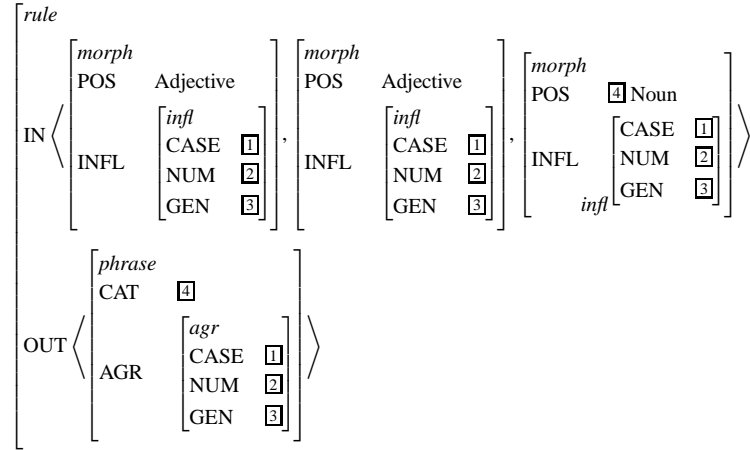 rule
morph morph morph
POS Adjective POS Adjective POS 4 Noun
infl infl CASE 1
IN ⟨ CASE 1 , CASE 1 , NUM 2 ⟩
INFL NUM 2 INFL NUM 2 INFL GEN 3
GEN 3 GEN 3 infl
phrase
CAT 4
agr
OUT ⟨ CASE 1 ⟩
AGR NUM 2
GEN 3